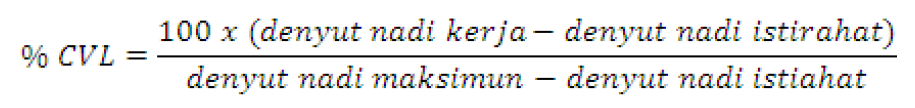 % CVL = 100 x (denyut nadi kerja − denyut nadi istirahat)
denyut nadi maksimun − denyut nadi istiahat